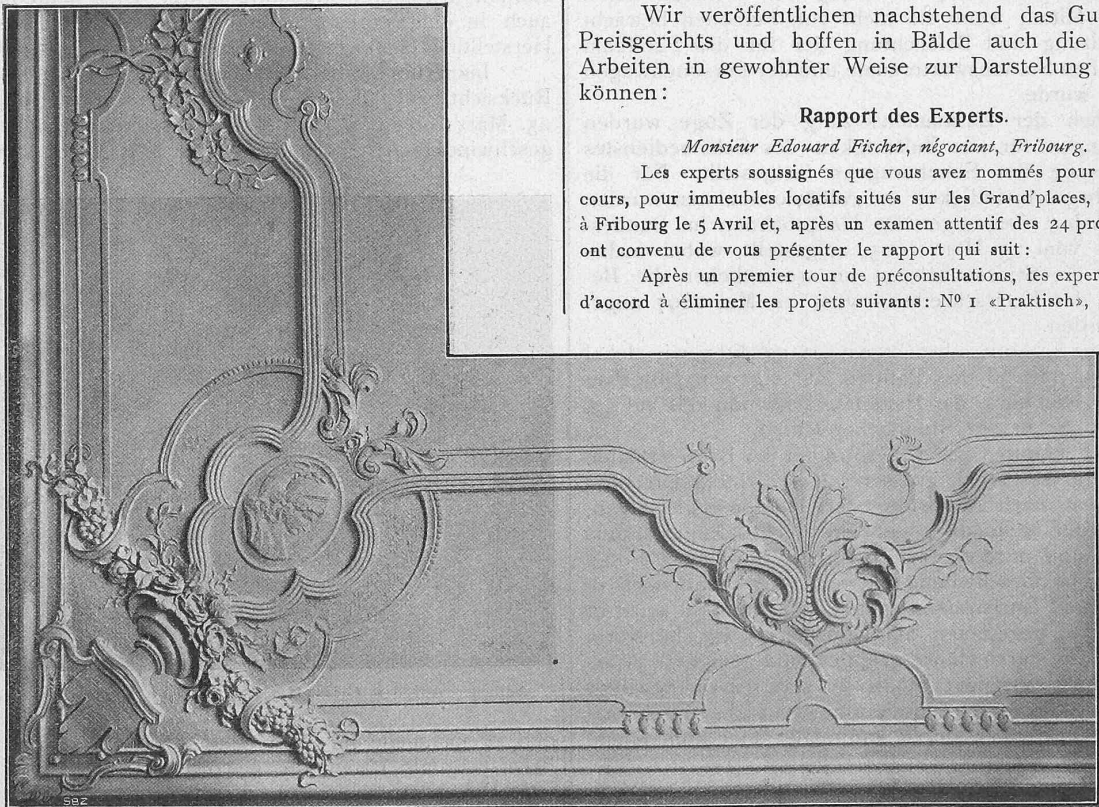 Wir veröffentlichen nachstehend das Gu
Preisgerichts und hoffen in Bälde auch die
Arbeiten in gewohnter Weise zur Darstellung
können:
Rapport des Experts.
Monsieur Edouard Fischer, négociant, Fribourg.
Les experts soussignés que vous avez nommés pour
cours, pour immeubles locatifs situés sur les Grand'places,
à Fribourg le 5 Avril et, après un examen attentif des 24 pro
ont convenu de vous présenter le rapport qui suit:
Après un premier tour de préconsultations, les exper
d'accord à éliminer les projets suivants: Nº 1 «Praktisch»,
SBZ